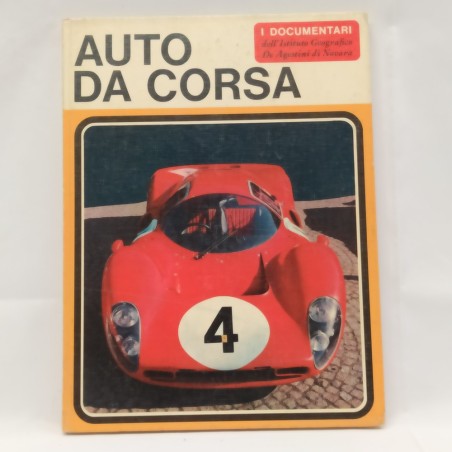 AUTO
DA CORSA
I DOCUMENTARI
dell'Istituto Geografico
De Agostini di Novara
4